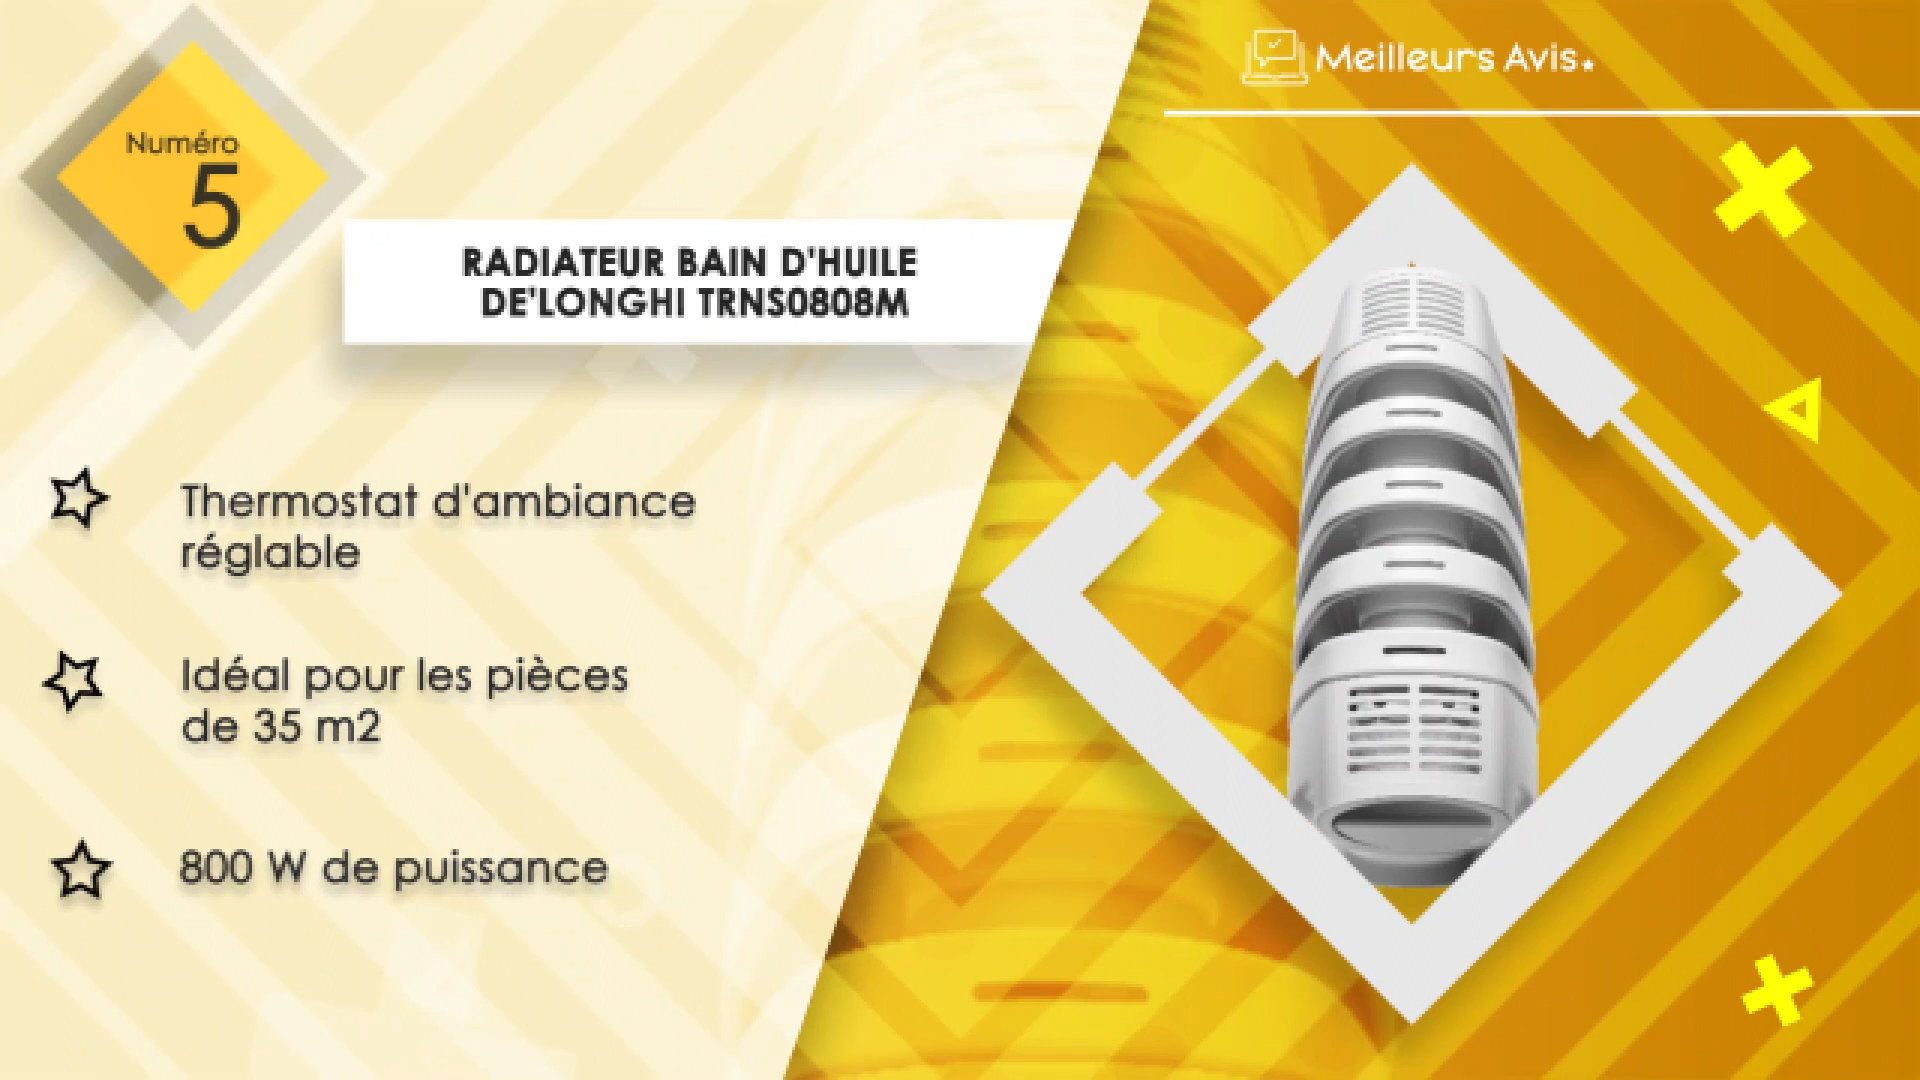 Meilleurs Avis.
Numéro
5
RADIATEUR BAIN D'HUILE
DE'LONGHI TRNS0808M
Thermostat d'ambiance
réglable
Idéal pour les pièces
de 35 m2
800 W de puissance